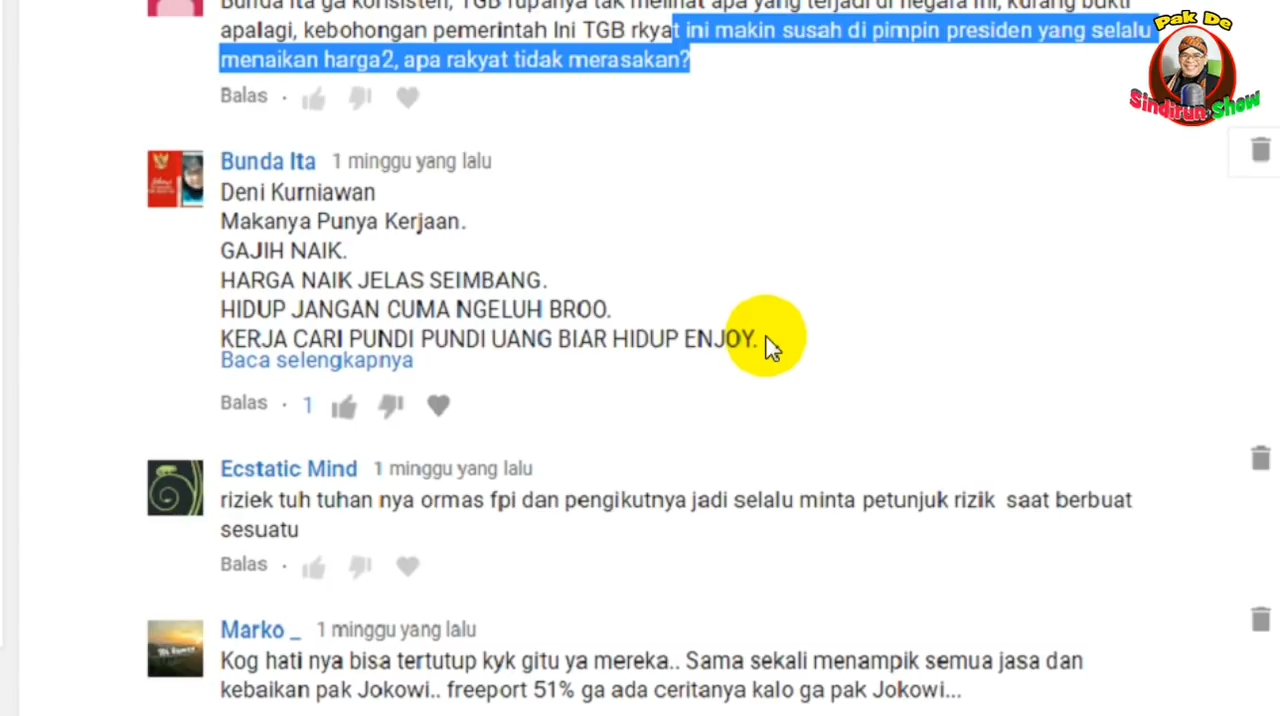 Bunda Ita ga konsisten, TGB rupanya tak melihat apa yang terjadi di negara ini, kurang bukti
apalagi, kebohongan pemerintah Ini TGB rkyat ini makin susah di pimpin presiden yang selalu
menaikan harga2, apa rakyat tidak merasakan?
Pak De
Sindirun Show
Balas ·
Bunda Ita 1 minggu yang lalu
Deni Kurniawan
Makanya Punya Kerjaan.
GAJIH NAIK.
HARGA NAIK JELAS SEIMBANG.
HIDUP JANGAN CUMA NGELUH BROO.
KERJA CARI PUNDI PUNDI UANG BIAR HIDUP ENJOY.
Baca selengkapnya
Balas · 1
Ecstatic Mind 1 minggu yang lalu
riziek tuh tuhan nya ormas fpi dan pengikutnya jadi selalu minta petunjuk rizik saat berbuat
sesuatu
Balas ·
Marko _ 1 minggu yang lalu
Kog hati nya bisa tertutup kyk gitu ya mereka.. Sama sekali menampik semua jasa dan
kebaikan pak Jokowi.. freeport 51% ga ada ceritanya kalo ga pak Jokowi...